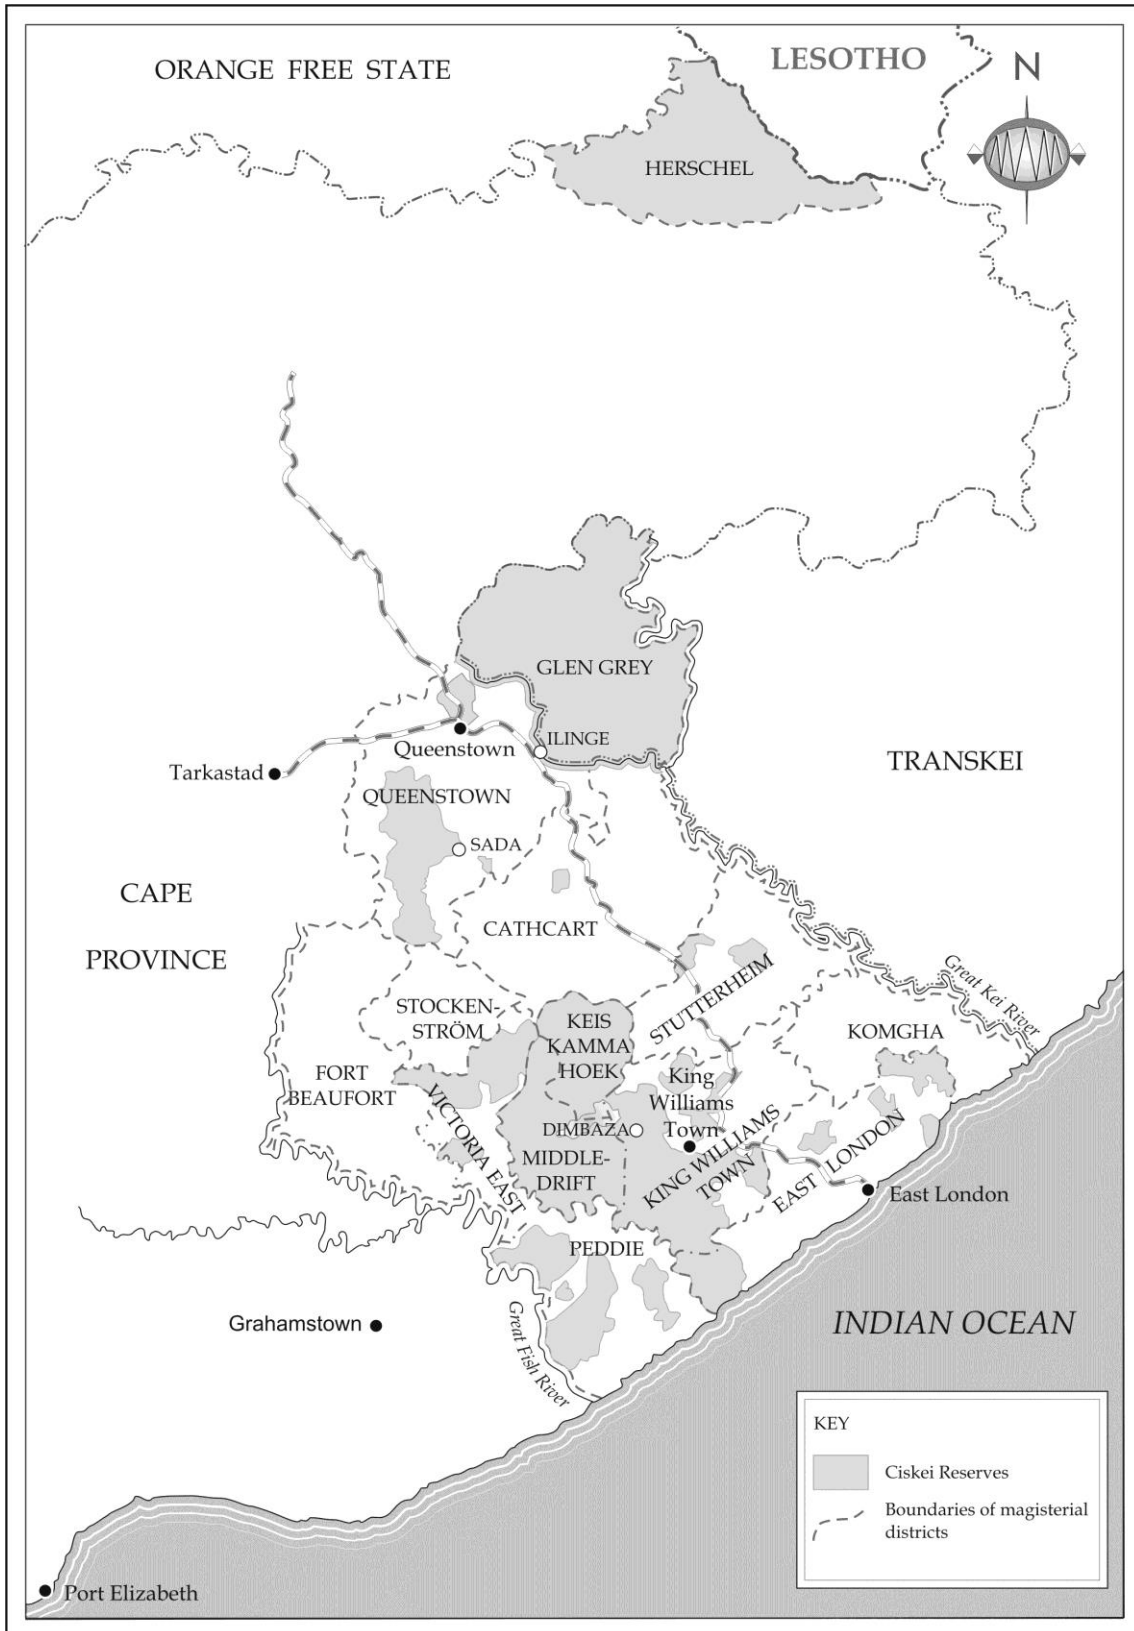 ORANGE FREE STATE
LESOTHO
N
HERSCHEL
GLEN GREY
ILINGE
Queenstown
Tarkastad
TRANSKEI
QUEENSTOWN
SADA
CAPE
PROVINCE
CATHCART
STOCKEN-
STRÖM
KEIS
KAMMA
HOEK
STUTTERHEIM
Great Kei River
KOMGHA
FORT
BEAUFORT
VICTORIA EAST
King
Williams
Town
DIMBAZA
MIDDLE-
DRIFT
KING WILLIAMS
TOWN
EAST LONDON
East London
PEDDIE
Grahamstown
Great Fish River
INDIAN OCEAN
KEY
Ciskei Reserves
Boundaries of magisterial
districts
Port Elizabeth